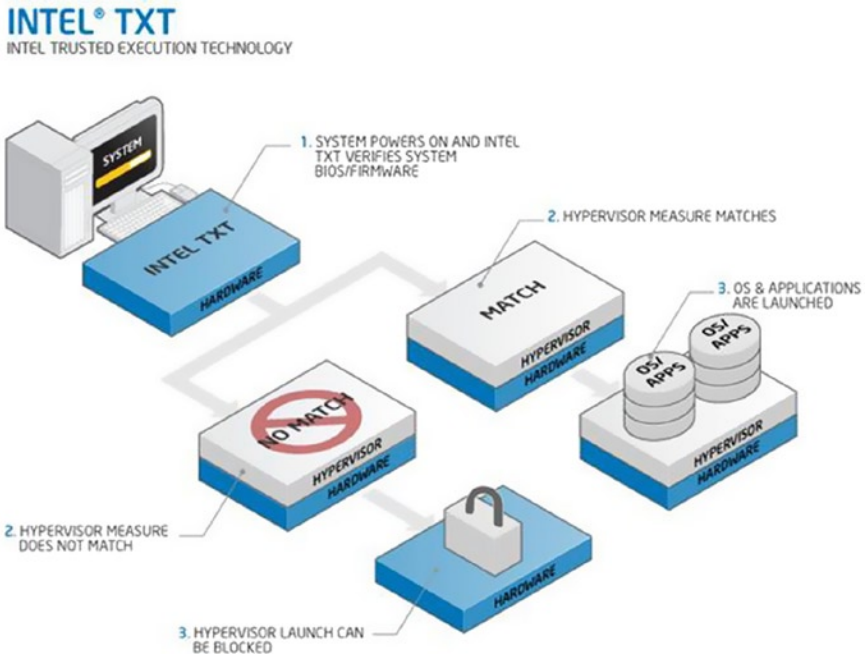 INTEL® TXT
INTEL TRUSTED EXECUTION TECHNOLOGY
SYSTEM
INTEL TXT
HARDWARE
1. SYSTEM POWERS ON AND INTEL
TXT VERIFIES SYSTEM
BIOS/FIRMWARE
2. HYPERVISOR MEASURE MATCHES
MATCH
HYPERVISOR
HARDWARE
3. OS & APPLICATIONS
ARE LAUNCHED
OS/
APPS
OS/
APPS
HYPERVISOR
HARDWARE
NO MATCH
HYPERVISOR
HARDWARE
2. HYPERVISOR MEASURE
DOES NOT MATCH
HARDWARE
3. HYPERVISOR LAUNCH CAN
BE BLOCKED